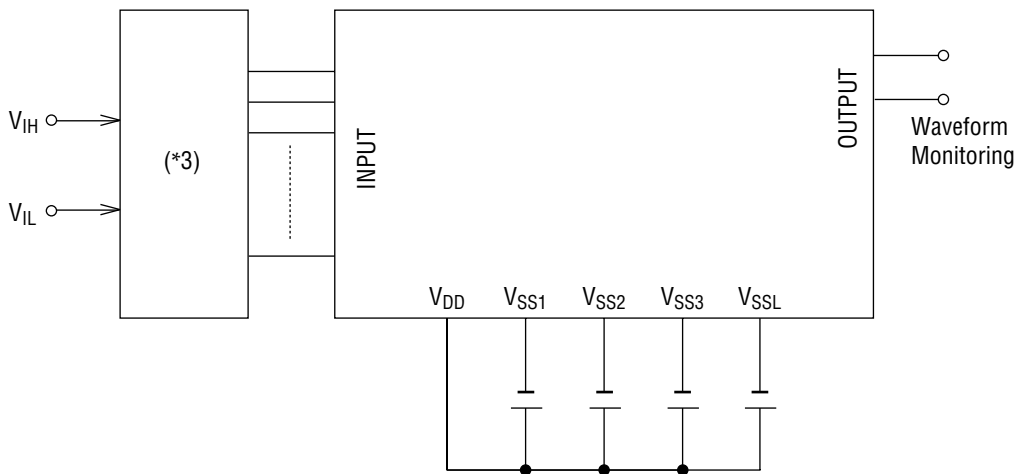 V_IH
V_IL
(*3)
INPUT
OUTPUT
Waveform
Monitoring
V_DD V_SS1 V_SS2 V_SS3 V_SSL